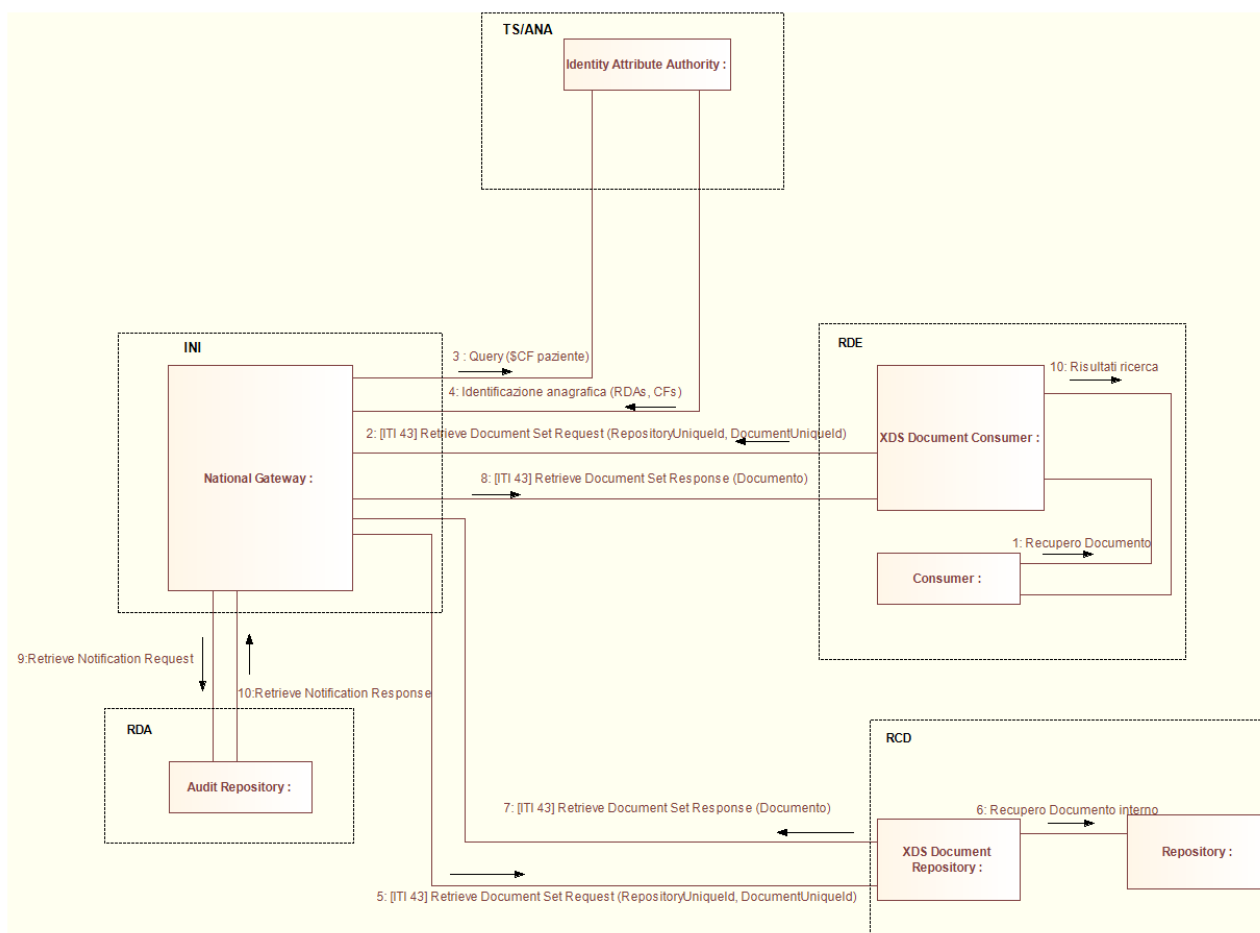 TS/ANA
Identity Attribute Authority :
INI
RDE
3 : Query ($CF paziente)
10: Risultati ricerca
4: Identificazione anagrafica (RDAs, CFs)
2: [ITI 43] Retrieve Document Set Request (RepositoryUniqueId, DocumentUniqueId)
XDS Document Consumer :
National Gateway :
8: [ITI 43] Retrieve Document Set Response (Documento)
1: Recupero Documento
Consumer :
9:Retrieve Notification Request
10:Retrieve Notification Response
RDA
RCD
Audit Repository :
7: [ITI 43] Retrieve Document Set Response (Documento)
6: Recupero Documento interno
XDS Document
Repository :
Repository :
5: [ITI 43] Retrieve Document Set Request (RepositoryUniqueId, DocumentUniqueId)